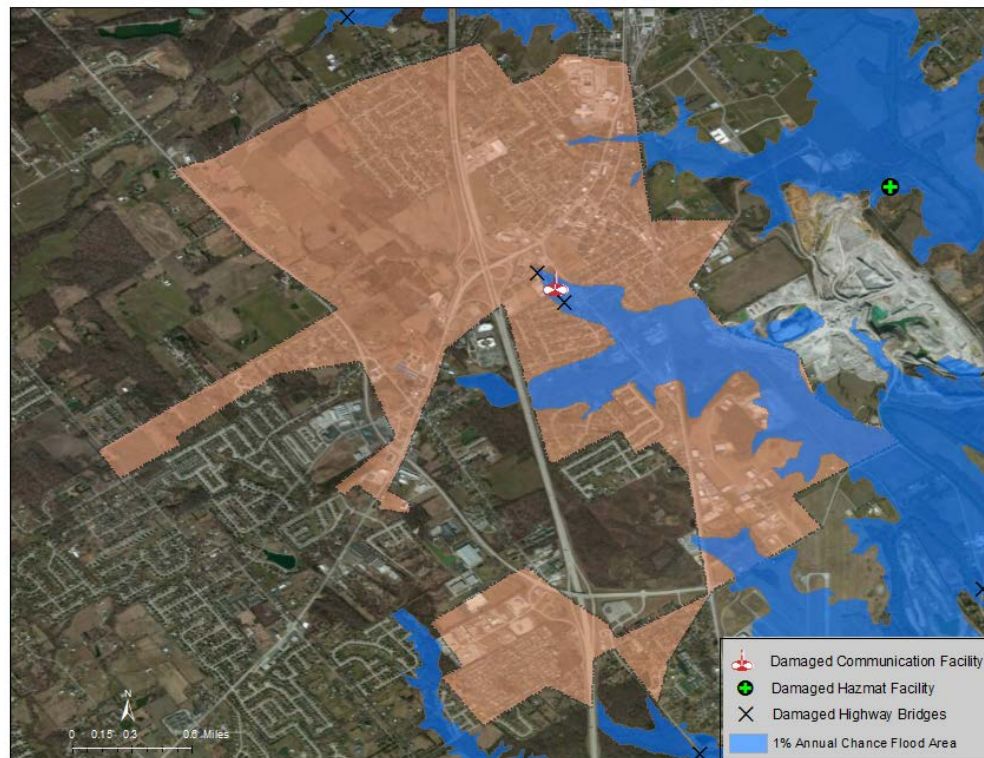 N
0 0.15 0.3 0.6 Miles
Damaged Communication Facility
Damaged Hazmat Facility
Damaged Highway Bridges
1% Annual Chance Flood Area